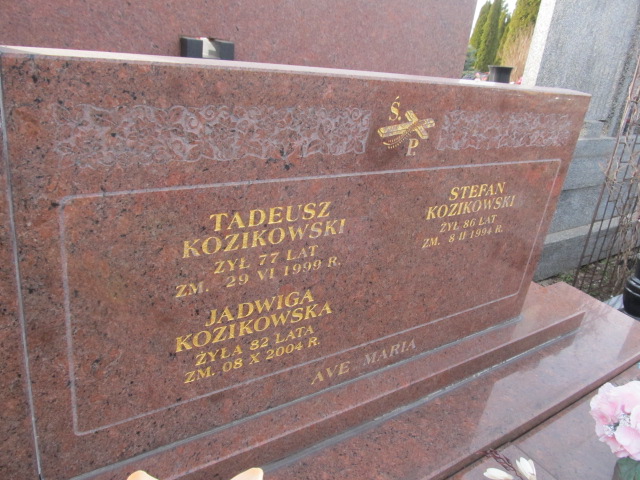 Ś.
P.
TADEUSZ
KOZIKOWSKI
ŻYŁ 77 LAT
ZM. 29 VI 1999 R.
JADWIGA
KOZIKOWSKA
ŻYŁA 82 LATA
ZM. 08 X 2004 R.
STEFAN
KOZIKOWSKI
ŻYŁ 86 LAT
ZM. 8 II 1994 R.
AVE MARIA